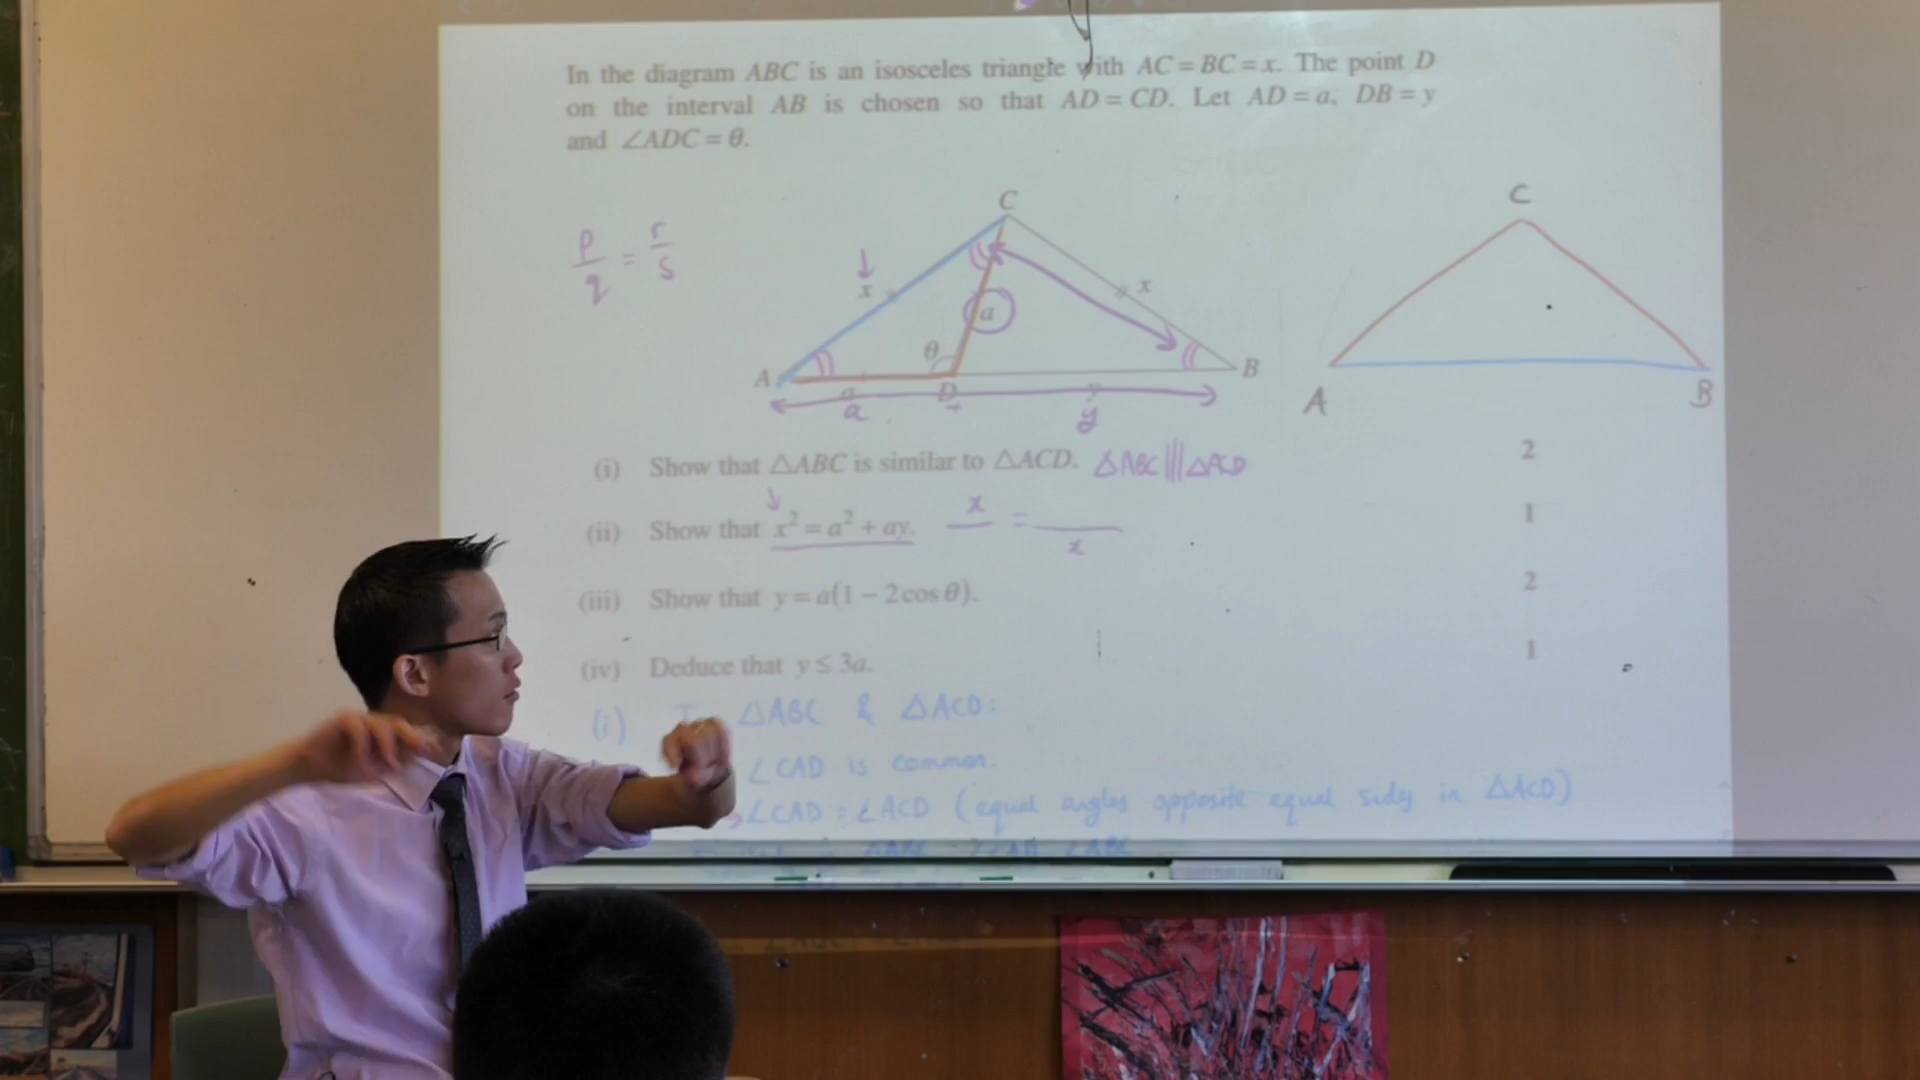 In the diagram ABC is an isosceles triangle with AC = BC = x. The point D
on the interval AB is chosen so that AD = CD. Let AD = a, DB = y
and ∠ADC = θ.
C
C
p/q = r/s
x
x
a
θ
A
D
B
a
a
y
y
A
B
(i) Show that △ABC is similar to △ACD. △ABC ||| △ACD
2
(ii) Show that x² = a² + ay. x/ = /x
1
(iii) Show that y = a(1 – 2cos θ).
2
(iv) Deduce that y ≤ 3a.
1
(i) △ABC & △ACD:
∠CAD is common.
∠CAD = ∠ACD (equal angles opposite equal sides in △ACD)
△ABC ∠ABC